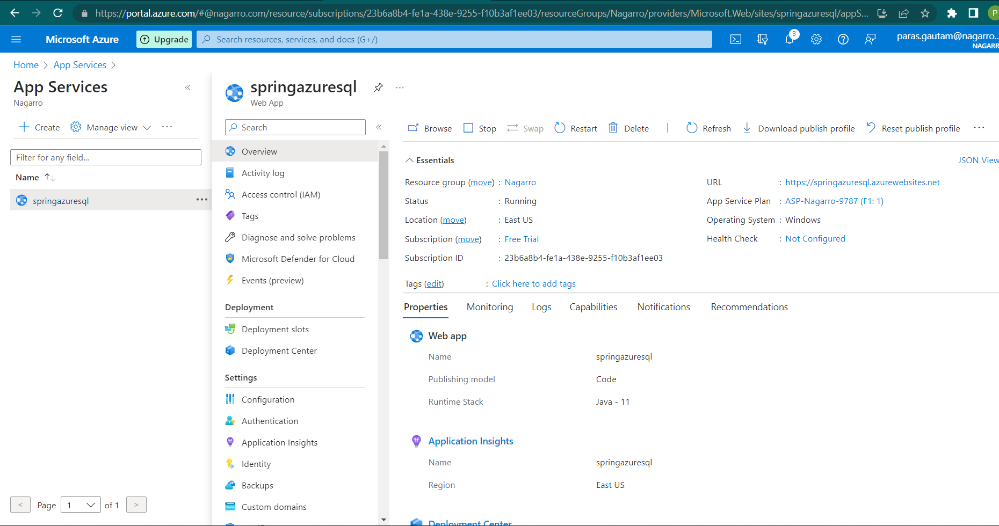 https://portal.azure.com/#@nagarro.com/resource/subscriptions/23b6a8b4-fe1a-438e-9255-f10b3af1ee03/resourceGroups/Nagarro/providers/Microsoft.Web/sites/springazuresql/appS...
P
Microsoft Azure
Upgrade
Search resources, services, and docs (G+/)
3
paras.gautam@nagarro...
NAGARR
Home > App Services >
App Services
Nagarro
«
Create
Manage view
...
Filter for any field...
Name
springazuresql
...
< Page 1 of 1 >
springazuresql
...
Web App
Search
«
Overview
Activity log
Access control (IAM)
Tags
Diagnose and solve problems
Microsoft Defender for Cloud
Events (preview)
Deployment
Deployment slots
Deployment Center
Settings
Configuration
Authentication
Application Insights
Identity
Backups
Custom domains
Browse Stop Swap Restart Delete | Refresh Download publish profile Reset publish profile ...
Essentials
JSON View
Resource group (move) : Nagarro
Status : Running
Location (move) : East US
Subscription (move) : Free Trial
Subscription ID : 23b6a8b4-fe1a-438e-9255-f10b3af1ee03
URL : https://springazuresql.azurewebsites.net
App Service Plan : ASP-Nagarro-9787 (F1: 1)
Operating System : Windows
Health Check : Not Configured
Tags (edit) : Click here to add tags
Properties Monitoring Logs Capabilities Notifications Recommendations
Web app
Name springazuresql
Publishing model Code
Runtime Stack Java - 11
Application Insights
Name springazuresql
Region East US
Deployment Center